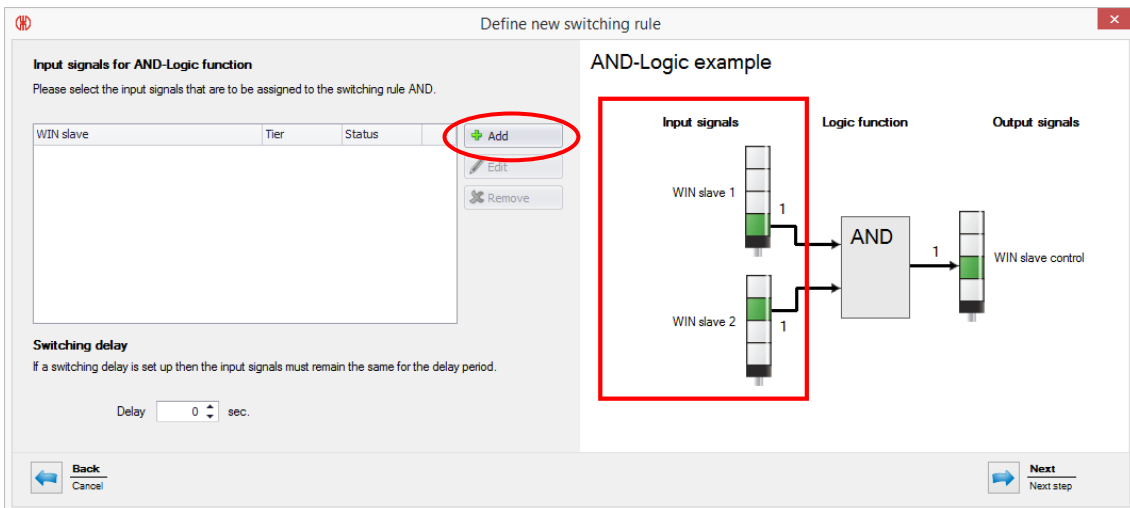 Define new switching rule
Input signals for AND-Logic function
Please select the input signals that are to be assigned to the switching rule AND.
WIN slave Tier Status
Add
Edit
Remove
Switching delay
If a switching delay is set up then the input signals must remain the same for the delay period.
Delay 0 sec.
AND-Logic example
Input signals Logic function Output signals
WIN slave 1
1
AND
1
WIN slave control
WIN slave 2
1
Back
Cancel
Next
Next step